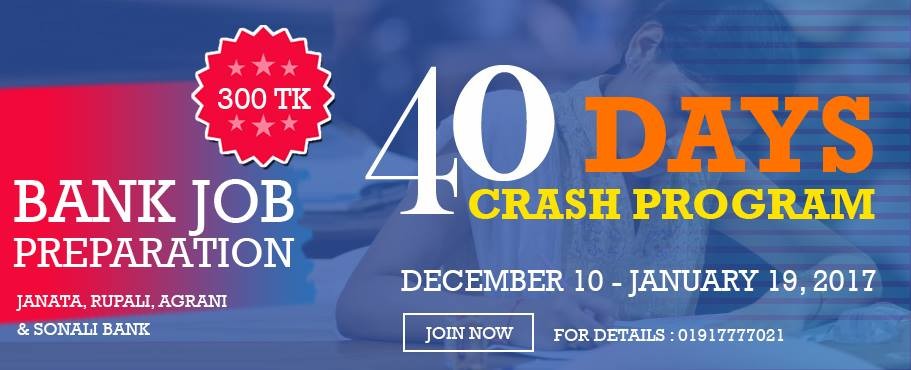 300 TK
BANK JOB
PREPARATION
JANATA, RUPALI, AGRANI
& SONALI BANK
40 DAYS
CRASH PROGRAM
DECEMBER 10 - JANUARY 19, 2017
JOIN NOW
FOR DETAILS : 01917777021